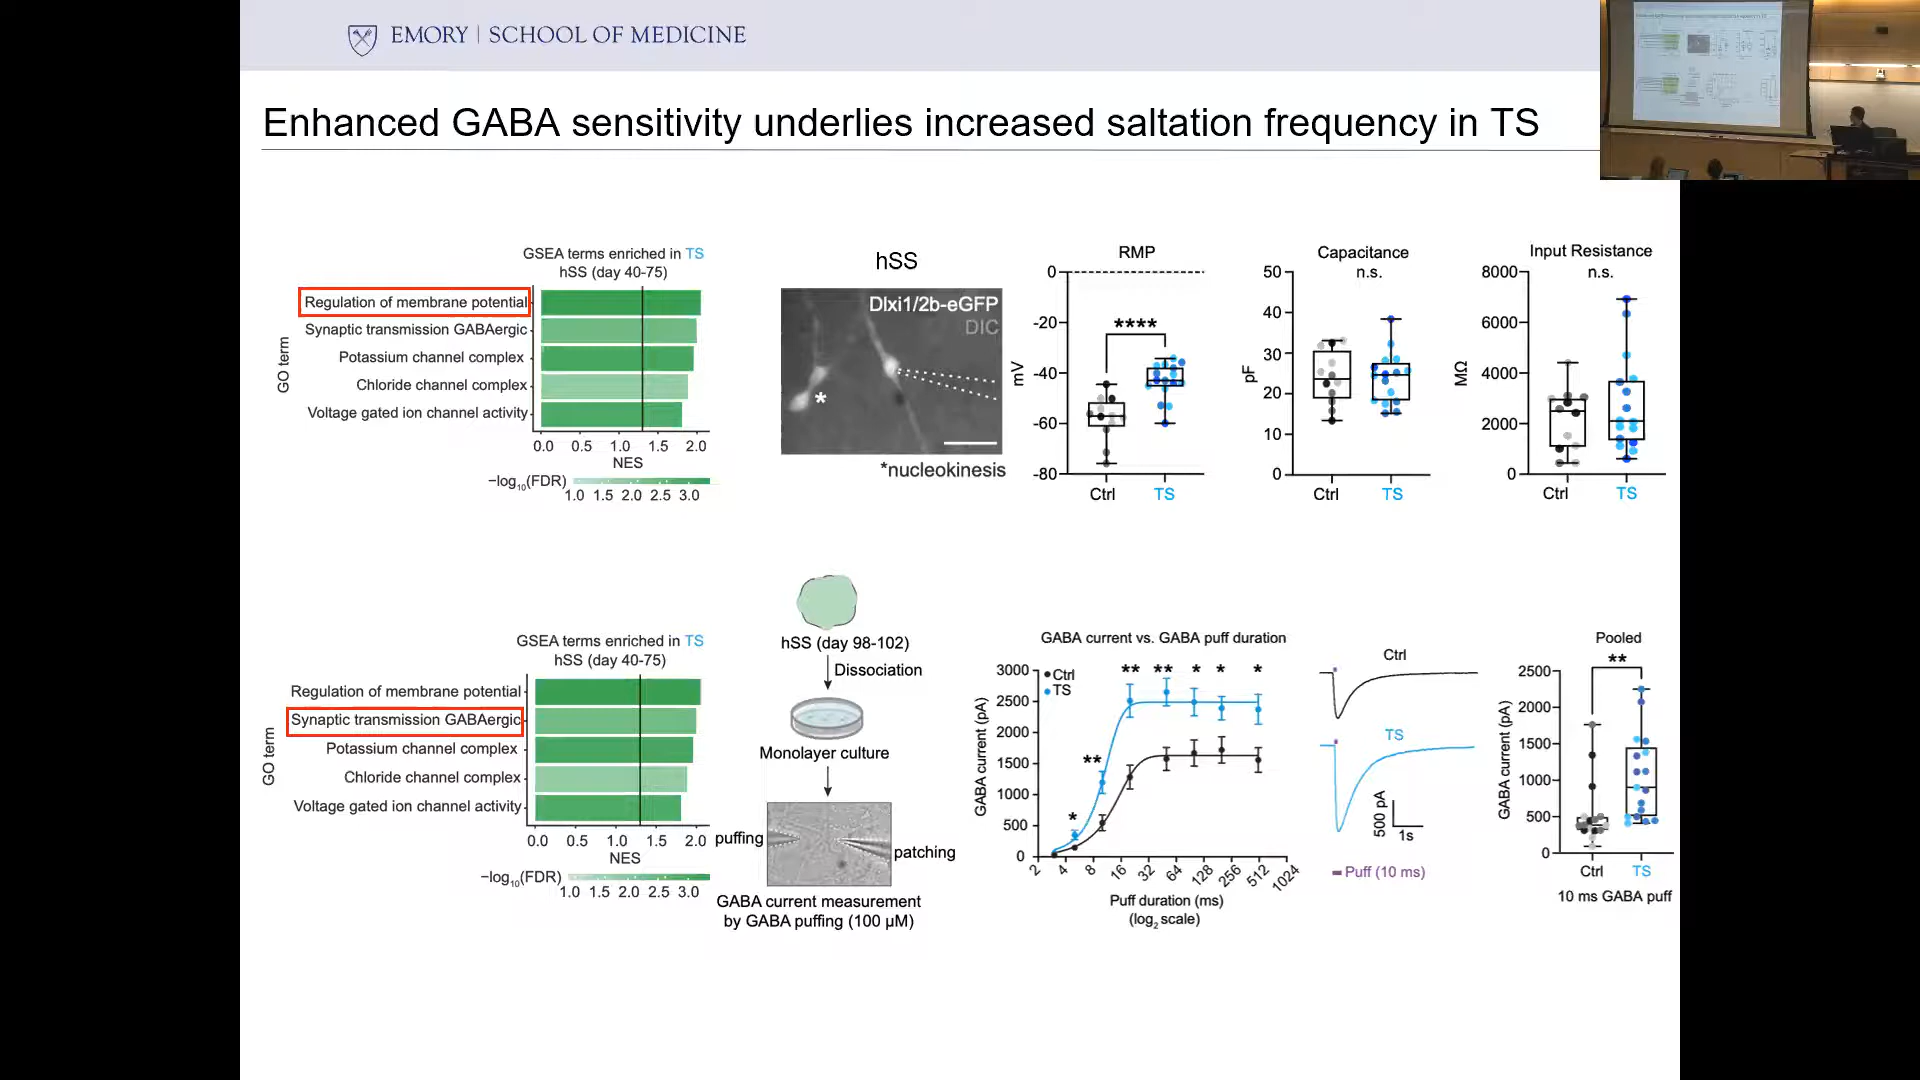 EMORY | SCHOOL OF MEDICINE
Enhanced GABA sensitivity underlies increased saltation frequency in TS
GSEA terms enriched in TS
hSS (day 40-75)
GO term
Regulation of membrane potential
Synaptic transmission GABAergic
Potassium channel complex
Chloride channel complex
Voltage gated ion channel activity
0.0 0.5 1.0 1.5 2.0
NES
−log10(FDR)
1.0 1.5 2.0 2.5 3.0
hSS
Dlxi1/2b-eGFP
DIC
*
*nucleokinesis
RMP
mV
0
-20
-40
-60
-80
****
Ctrl TS
Capacitance
n.s.
pF
50
40
30
20
10
0
Ctrl TS
Input Resistance
n.s.
MΩ
8000
6000
4000
2000
0
Ctrl TS
GSEA terms enriched in TS
hSS (day 40-75)
GO term
Regulation of membrane potential
Synaptic transmission GABAergic
Potassium channel complex
Chloride channel complex
Voltage gated ion channel activity
0.0 0.5 1.0 1.5 2.0
NES
−log10(FDR)
1.0 1.5 2.0 2.5 3.0
hSS (day 98-102)
Dissociation
Monolayer culture
puffing
patching
GABA current measurement
by GABA puffing (100 µM)
GABA current vs. GABA puff duration
GABA current (pA)
3000
2500
2000
1500
1000
500
0
Ctrl
TS
* ** ** ** * * *
2 4 8 16 32 64 128 256 512 1024
Puff duration (ms)
(log2 scale)
Ctrl
TS
500 pA
1s
Puff (10 ms)
Pooled
**
GABA current (pA)
2500
2000
1500
1000
500
0
Ctrl TS
10 ms GABA puff